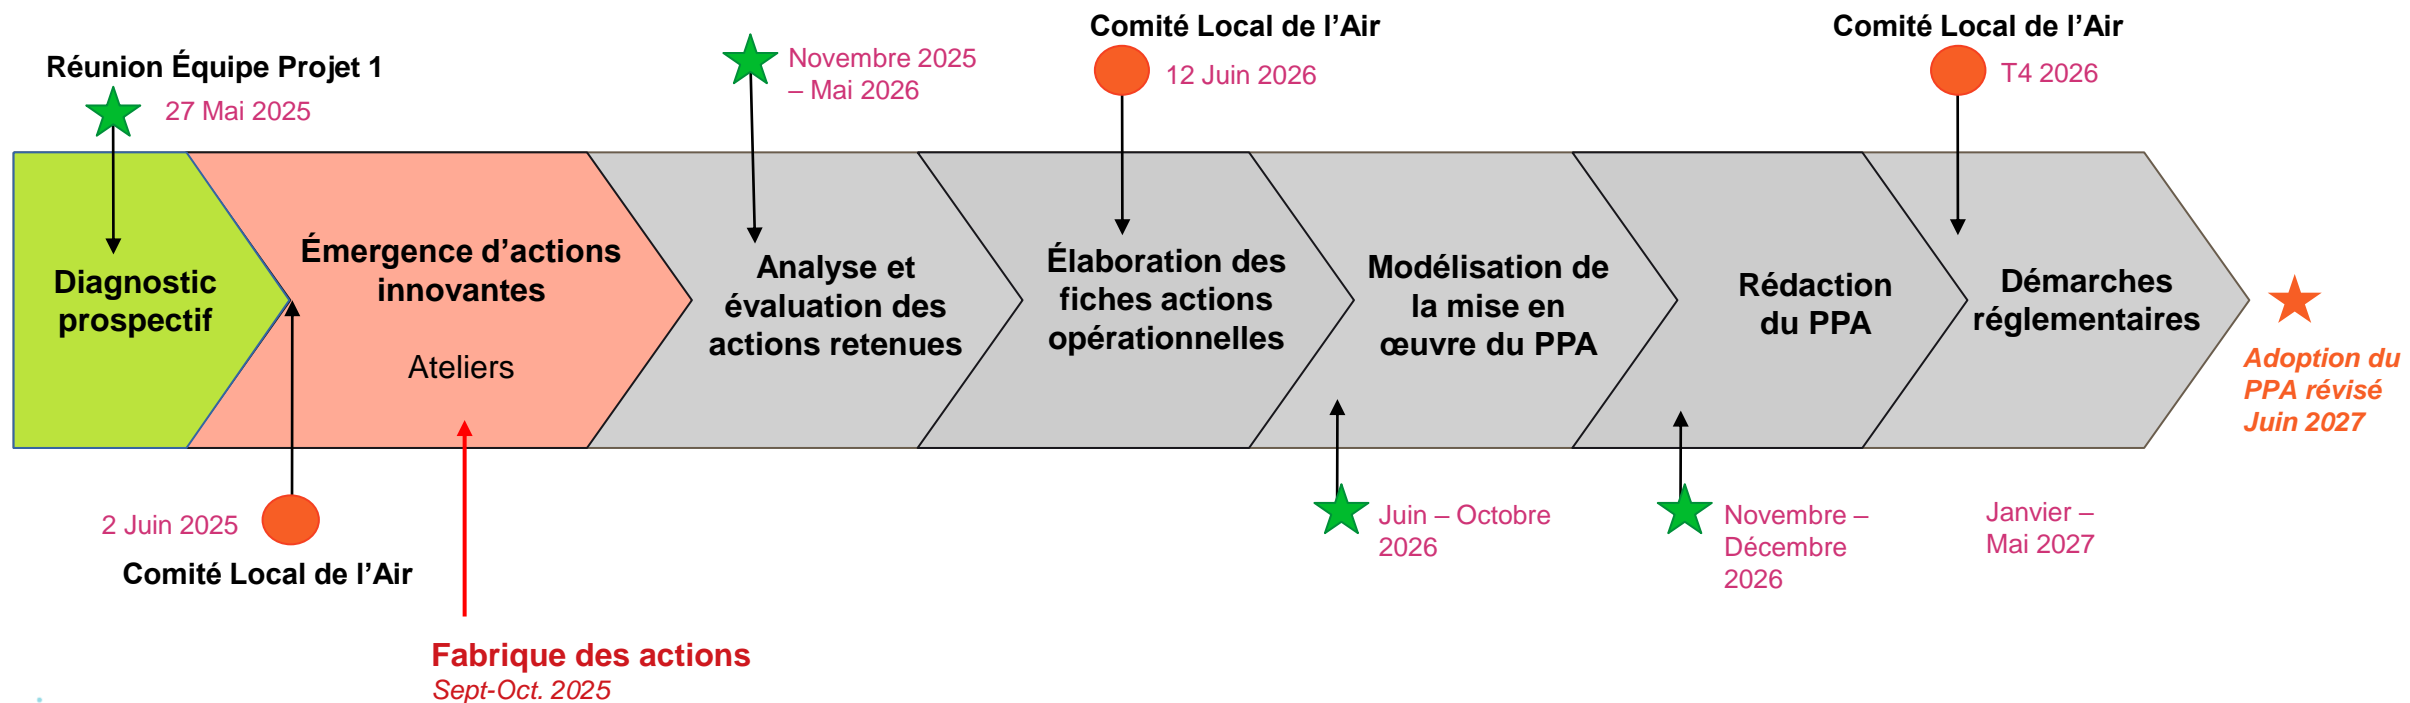 Réunion Équipe Projet 1
27 Mai 2025
Novembre 2025
– Mai 2026
Comité Local de l’Air
12 Juin 2026
Comité Local de l’Air
T4 2026
Diagnostic
prospectif
Émergence d’actions
innovantes
Ateliers
Analyse et
évaluation des
actions retenues
Élaboration des
fiches actions
opérationnelles
Modélisation de
la mise en
œuvre du PPA
Rédaction
du PPA
Démarches
réglementaires
Adoption du
PPA révisé
Juin 2027
2 Juin 2025
Comité Local de l’Air
Fabrique des actions
Sept-Oct. 2025
Juin – Octobre
2026
Novembre –
Décembre
2026
Janvier –
Mai 2027